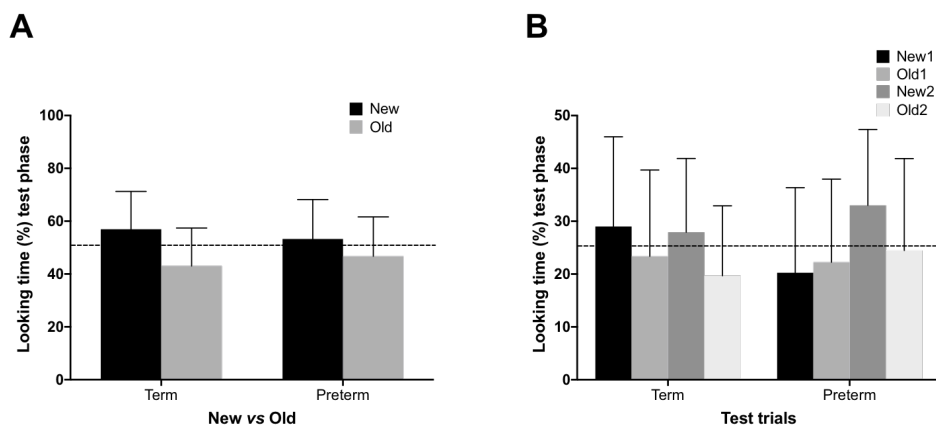 A
New
Old
Looking time (%) test phase
100
80
60
40
20
0
Term
Preterm
New vs Old
B
New1
Old1
New2
Old2
Looking time (%) test phase
50
40
30
20
10
0
Term
Preterm
Test trials